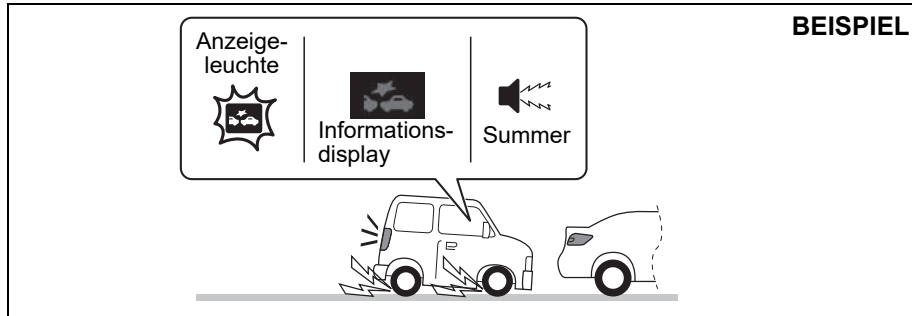 BEISPIEL
Anzeige-
leuchte
Informations-
display
Summer